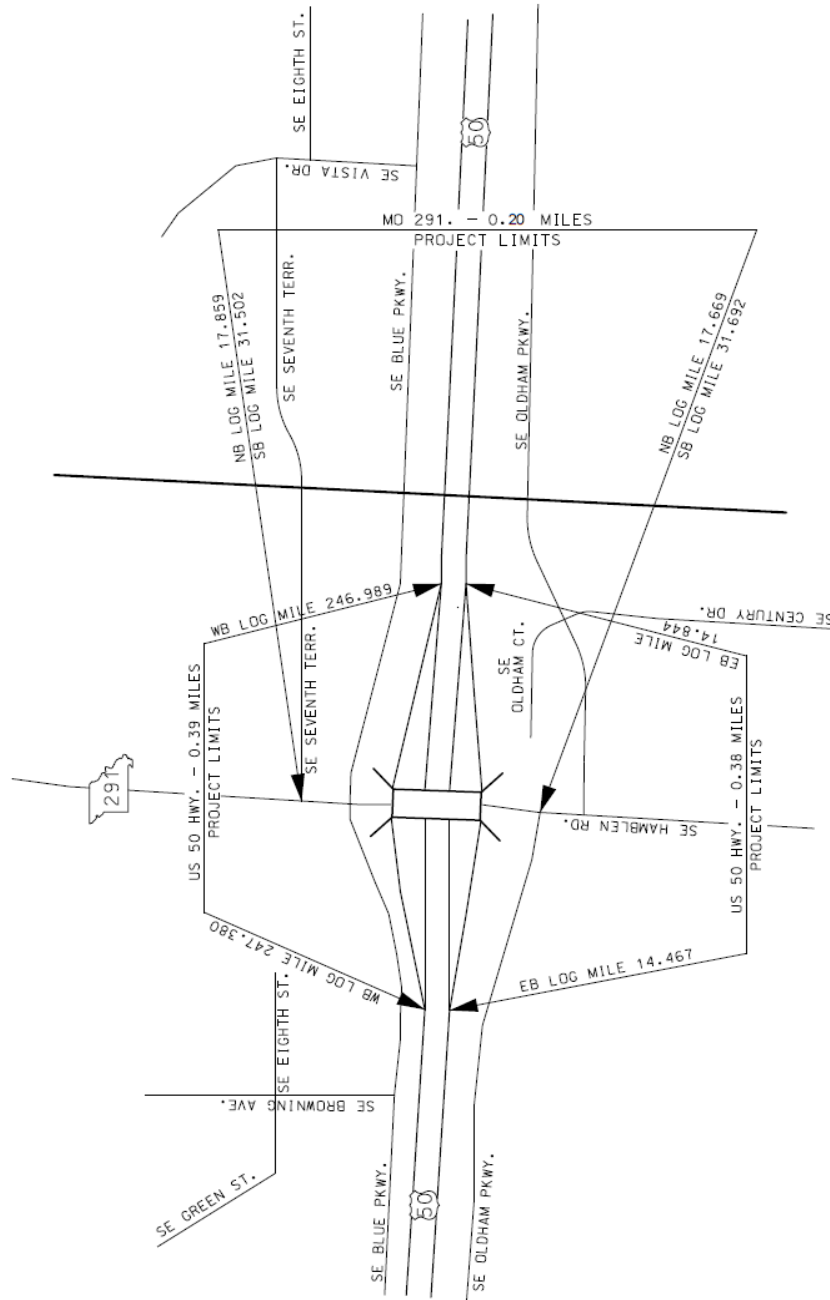 SE EIGHTH ST.
50
SE VISTA DR.
MO 291. - 0.20 MILES
PROJECT LIMITS
NB LOG MILE 17.859
SB LOG MILE 31.502
SE SEVENTH TERR.
SE BLUE PKWY.
SE OLDHAM PKWY.
NB LOG MILE 17.669
SB LOG MILE 31.692
WB LOG MILE 246.989
SE CENTURY DR.
EB LOG MILE
14.844
SE SEVENTH TERR.
SE
OLDHAM CT.
US 50 HWY. - 0.39 MILES
PROJECT LIMITS
US 50 HWY. - 0.38 MILES
PROJECT LIMITS
291
SE HAMBLEN RD.
WB LOG MILE 247.380
EB LOG MILE 14.467
SE EIGHTH ST.
SE BROWNING AVE.
SE GREEN ST.
SE BLUE PKWY.
50
SE OLDHAM PKWY.